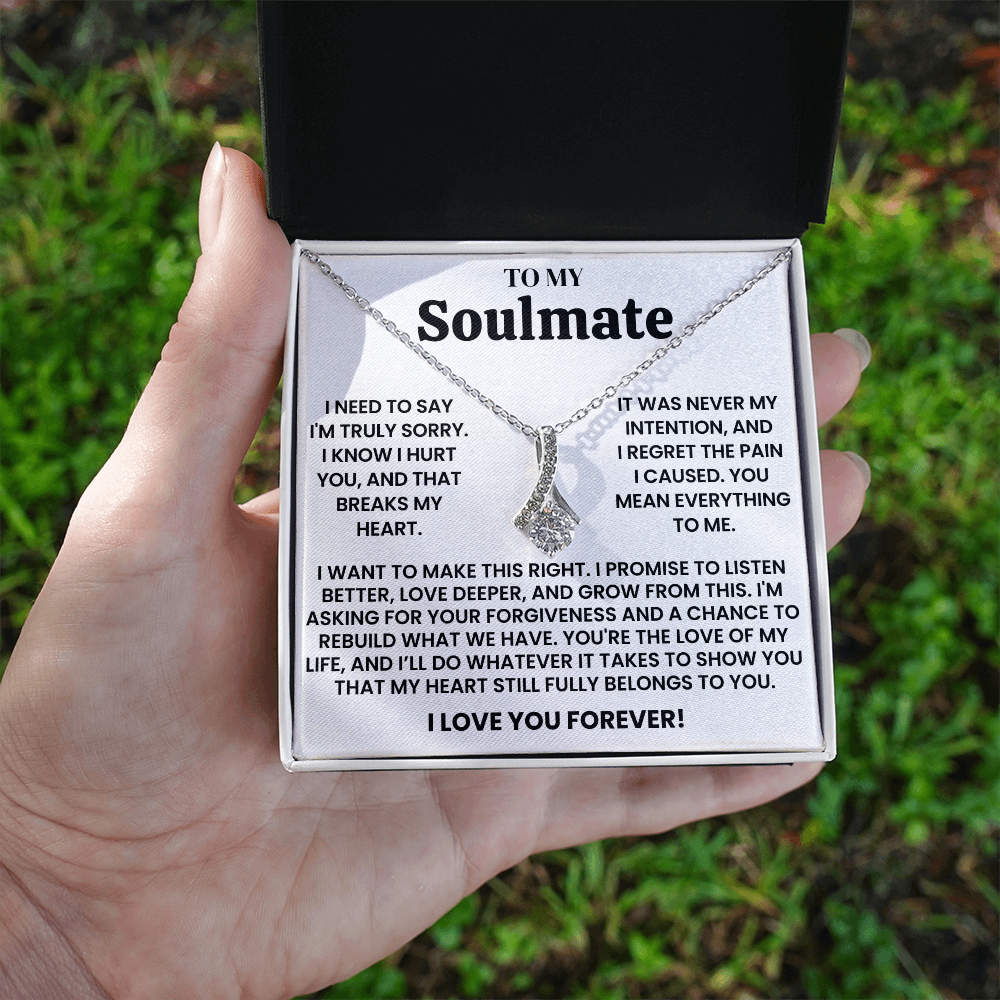 TO MY
Soulmate
I NEED TO SAY
I'M TRULY SORRY.
I KNOW I HURT
YOU, AND THAT
BREAKS MY
HEART.
IT WAS NEVER MY
INTENTION, AND
I REGRET THE PAIN
I CAUSED. YOU
MEAN EVERYTHING
TO ME.
I WANT TO MAKE THIS RIGHT. I PROMISE TO LISTEN
BETTER, LOVE DEEPER, AND GROW FROM THIS. I'M
ASKING FOR YOUR FORGIVENESS AND A CHANCE TO
REBUILD WHAT WE HAVE. YOU'RE THE LOVE OF MY
LIFE, AND I’LL DO WHATEVER IT TAKES TO SHOW YOU
THAT MY HEART STILL FULLY BELONGS TO YOU.
I LOVE YOU FOREVER!